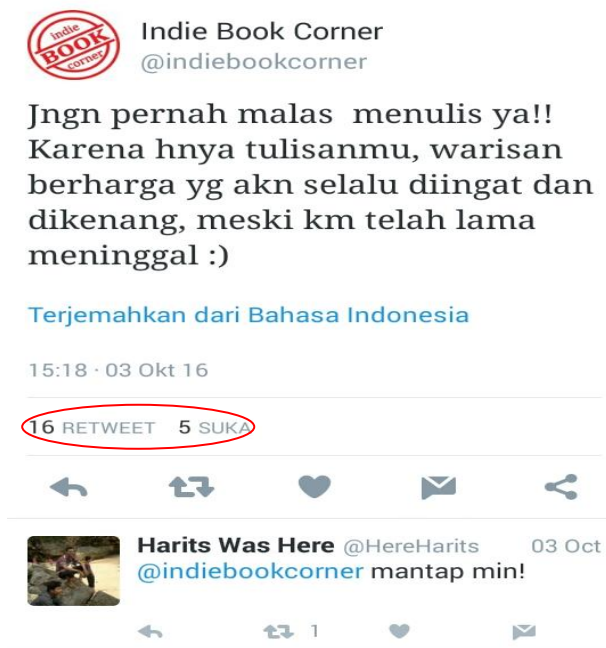 indie
BOOK
corner
Indie Book Corner
@indiebookcorner
Jngn pernah malas menulis ya!!
Karena hnya tulisanmu, warisan
berharga yg akn selalu diingat dan
dikenang, meski km telah lama
meninggal :)
Terjemahkan dari Bahasa Indonesia
15:18 · 03 Okt 16
16 RETWEET 5 SUKA
Harits Was Here @HereHarits 03 Oct
@indiebookcorner mantap min!
1